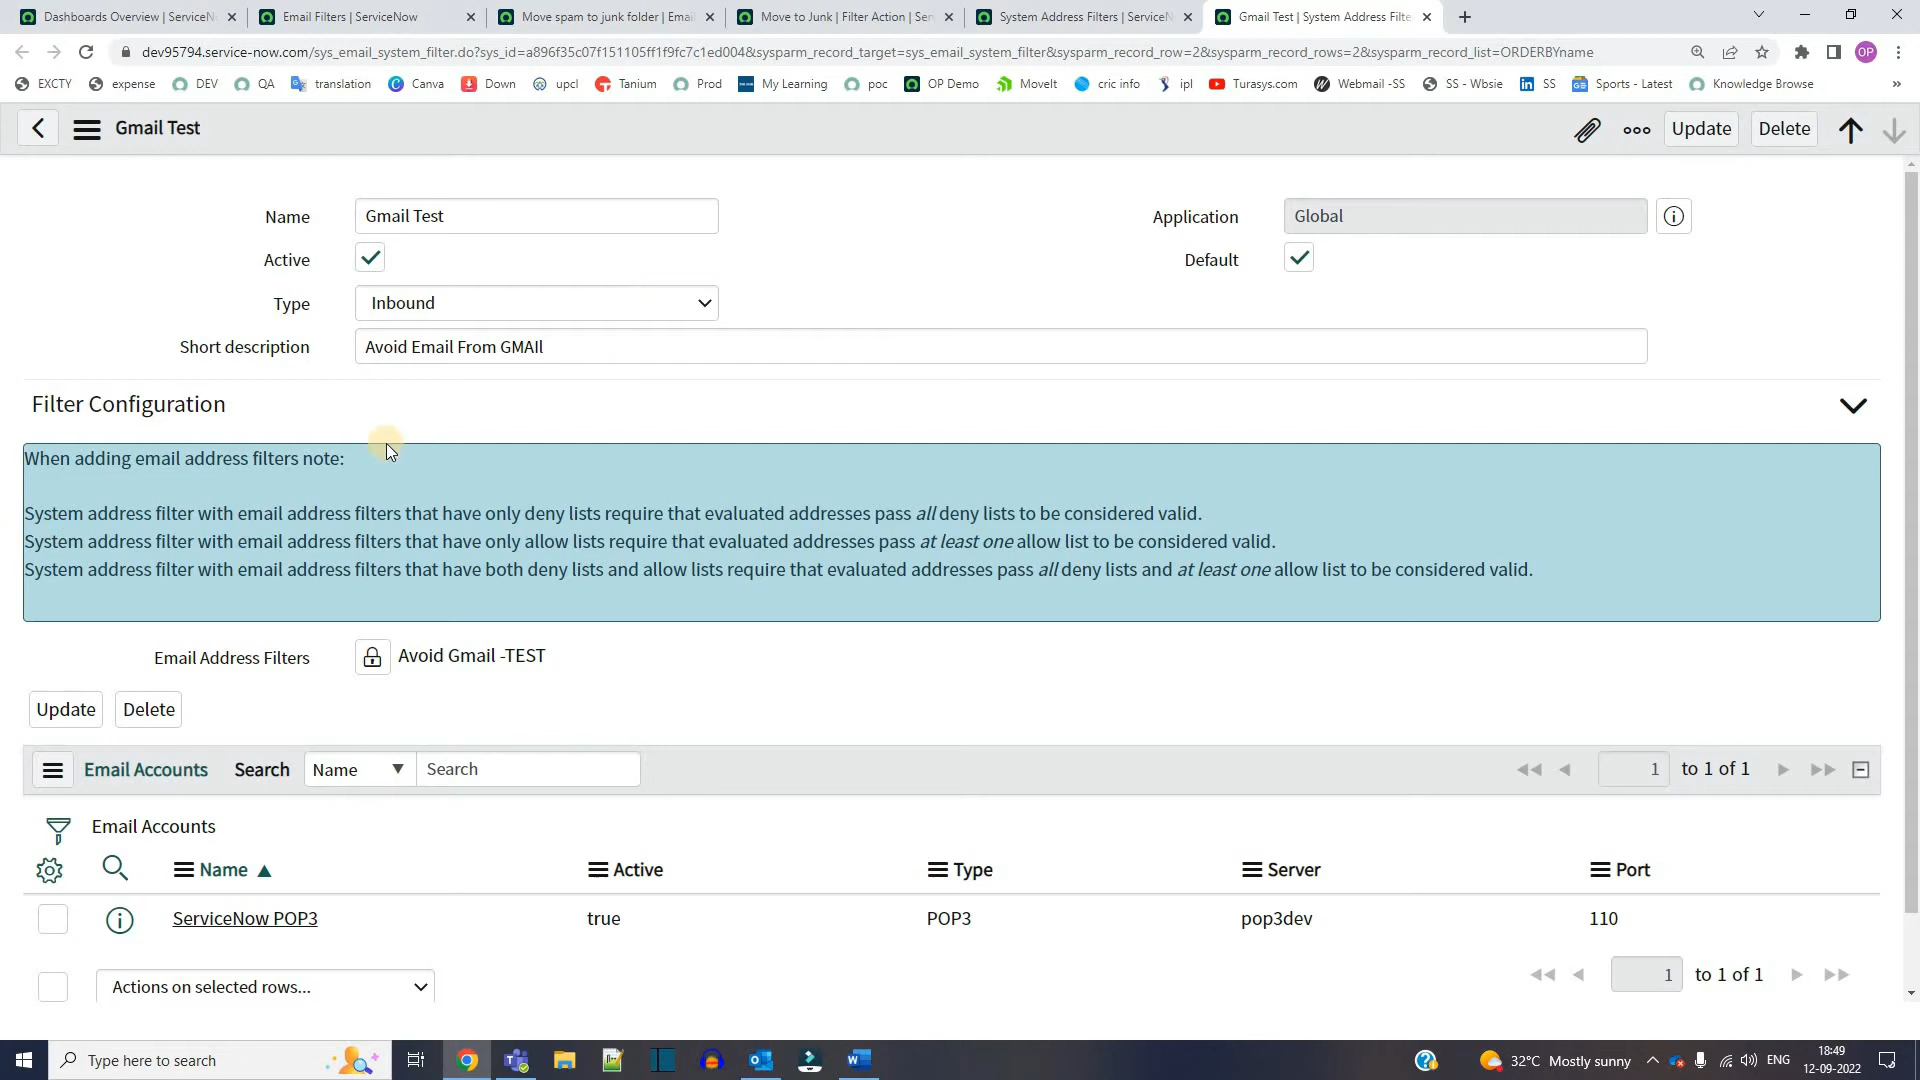 Dashboards Overview | ServiceN
Email Filters | ServiceNow
Move spam to junk folder | Emai
Move to Junk | Filter Action | Ser
System Address Filters | ServiceN
Gmail Test | System Address Filte
dev95794.service-now.com/sys_email_system_filter.do?sys_id=a896f35c07f151105ff1f9fc7c1ed004&sysparm_record_target=sys_email_system_filter&sysparm_record_row=2&sysparm_record_rows=2&sysparm_record_list=ORDERBYname
OP
EXCTY
expense
DEV
QA
translation
Canva
Down
upcl
Tanium
Prod
My Learning
poc
OP Demo
MoveIt
cric info
ipl
Turasys.com
Webmail -SS
SS - Wbsie
SS
Sports - Latest
Knowledge Browse
Gmail Test
Update
Delete
Name
Gmail Test
Application
Global
Active
Default
Type
Inbound
Short description
Avoid Email From GMAIl
Filter Configuration
When adding email address filters note:
System address filter with email address filters that have only deny lists require that evaluated addresses pass all deny lists to be considered valid.
System address filter with email address filters that have only allow lists require that evaluated addresses pass at least one allow list to be considered valid.
System address filter with email address filters that have both deny lists and allow lists require that evaluated addresses pass all deny lists and at least one allow list to be considered valid.
Email Address Filters
Avoid Gmail -TEST
Update
Delete
Email Accounts
Search
Name
Search
1
to 1 of 1
Email Accounts
Name
Active
Type
Server
Port
ServiceNow POP3
true
POP3
pop3dev
110
Actions on selected rows...
1
to 1 of 1
Type here to search
32°C Mostly sunny
ENG
18:49
12-09-2022